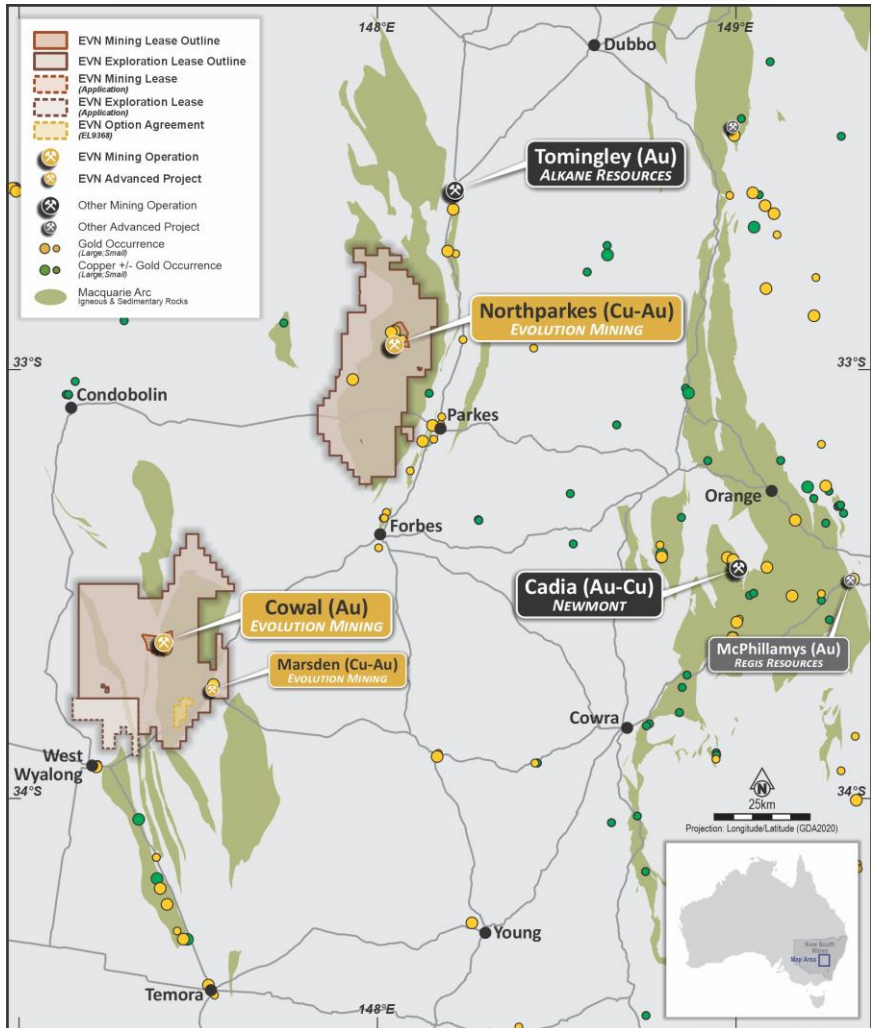 148°E
149°E
EVN Mining Lease Outline
EVN Exploration Lease Outline
EVN Mining Lease
(Application)
EVN Exploration Lease
(Application)
EVN Option Agreement
(EL9368)
EVN Mining Operation
EVN Advanced Project
Other Mining Operation
Other Advanced Project
Gold Occurrence
(Large;Small)
Copper +/- Gold Occurrence
(Large;Small)
Macquarie Arc
Igneous & Sedimentary Rocks
Dubbo
Tomingley (Au)
ALKANE RESOURCES
Northparkes (Cu-Au)
EVOLUTION MINING
33°S
33°S
Condobolin
Parkes
Orange
Forbes
Cadia (Au-Cu)
NEWMONT
Cowal (Au)
EVOLUTION MINING
McPhillamys (Au)
REGIS RESOURCES
Marsden (Cu-Au)
EVOLUTION MINING
Cowra
West
Wyalong
34°S
34°S
N
25km
Projection: Longitude/Latitude (GDA2020)
New South
Wales
Map Area
Young
Temora
148°E